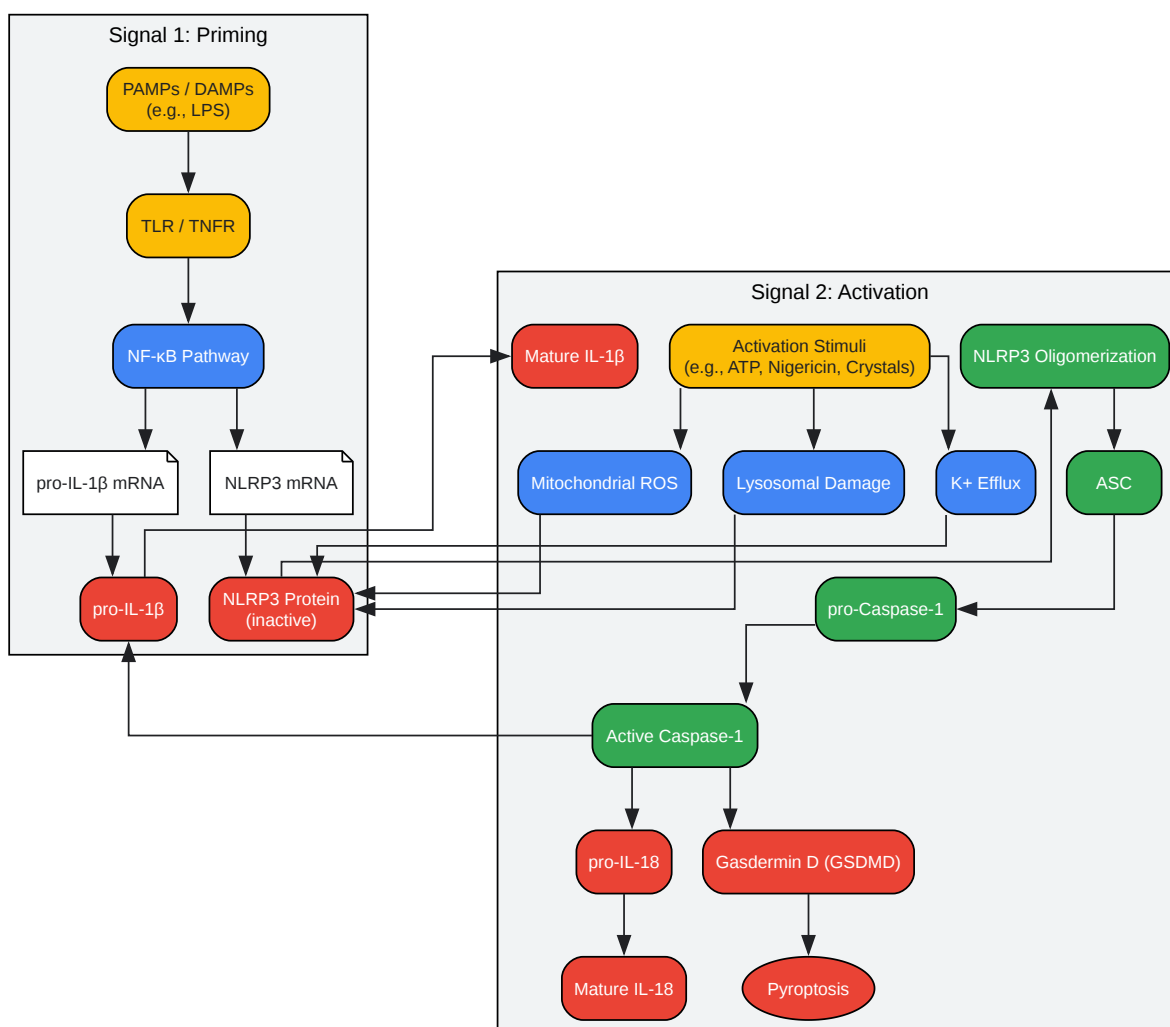 Signal 1: Priming
PAMPs / DAMPs
(e.g., LPS)
TLR / TNFR
NF-κB Pathway
pro-IL-1β mRNA
NLRP3 mRNA
pro-IL-1β
NLRP3 Protein
(inactive)
Signal 2: Activation
Mature IL-1β
Activation Stimuli
(e.g., ATP, Nigericin, Crystals)
NLRP3 Oligomerization
Mitochondrial ROS
Lysosomal Damage
K+ Efflux
ASC
pro-Caspase-1
Active Caspase-1
pro-IL-18
Gasdermin D (GSDMD)
Mature IL-18
Pyroptosis